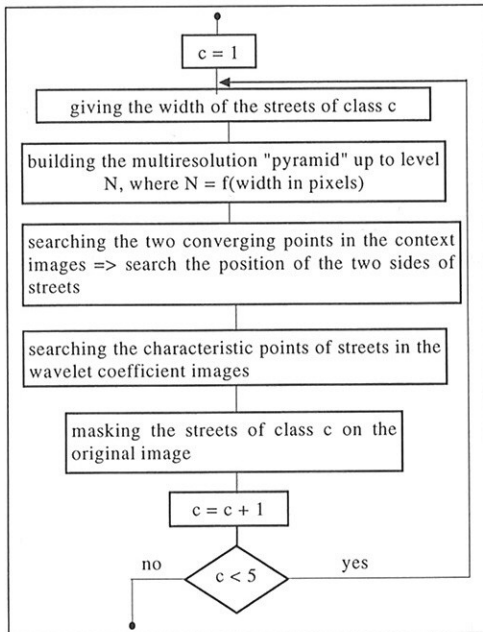 c = 1
giving the width of the streets of class c
building the multiresolution "pyramid" up to level
N, where N = f(width in pixels)
searching the two converging points in the context
images => search the position of the two sides of
streets
searching the characteristic points of streets in the
wavelet coefficient images
masking the streets of class c on the
original image
c = c + 1
no
c < 5
yes